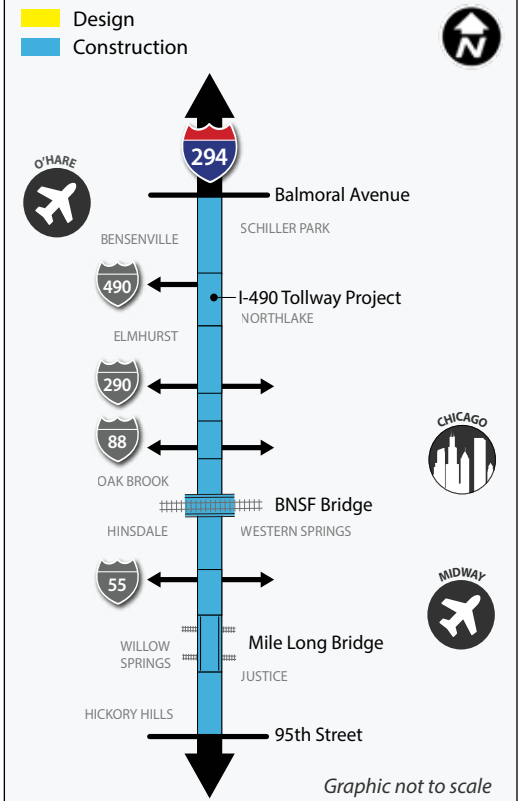 Design
Construction
N
294
O'HARE
Balmoral Avenue
SCHILLER PARK
BENSENVILLE
490
I-490 Tollway Project
NORTHLAKE
ELMHURST
290
88
CHICAGO
OAK BROOK
BNSF Bridge
HINSDALE
WESTERN SPRINGS
55
MIDWAY
WILLOW
SPRINGS
Mile Long Bridge
JUSTICE
HICKORY HILLS
95th Street
Graphic not to scale